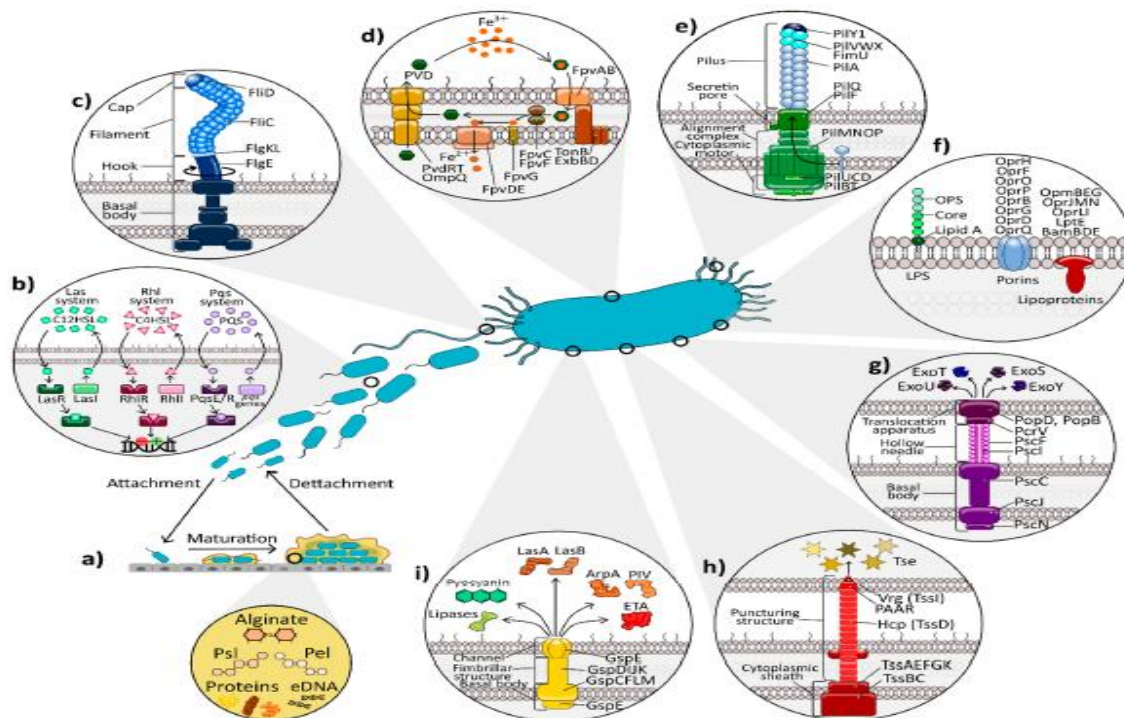 d)
Fe3+
PVD
FpvAB
Fe2+
PvdRT
OmpQ
FpvDE
FpvG
FpvC
FpvF
TonB/
ExbBD
e)
Pilus
PilY1
PilVWX
FimU
PilA
Secretin
pore
PilQ
PilF
Alignment
complex
Cytoplasmic
motor
PilMNOP
PilUCD
PilBT
c)
Cap
Filament
Hook
Basal
body
FliD
FliC
FlgKL
FlgE
f)
OPS
Core
Lipid A
LPS
OprH
OprF
OprO
OprP
OprB
OprG
OprD
OprQ
Porins
OpmBEG
OprJMN
OprLI
LptE
BamBDE
Lipoproteins
b)
Las
system
Rhl
system
Pqs
system
C12HSL
C4HSL
PQS
LasR
LasI
RhlR
RhlI
PqsE/R
pqs
genes
g)
ExoT
ExoS
ExoU
ExoY
Translocation
apparatus
Hollow
needle
Basal
body
PopD, PopB
PcrV
PscF
PscI
PscC
PscJ
PscN
Attachment
Dettachment
Maturation
a)
Alginate
Psl
Pel
Proteins
eDNA
i)
LasA
LasB
Pyocyanin
ArpA
PIV
Lipases
ETA
Channel
Fimbrillar
structure
Basal body
GspE
GspDIJK
GspCFLM
GspE
h)
Tse
Puncturing
structure
Vrg (TssI)
PAAR
Hcp (TssD)
Cytoplasmic
sheath
TssAEFGK
TssBC